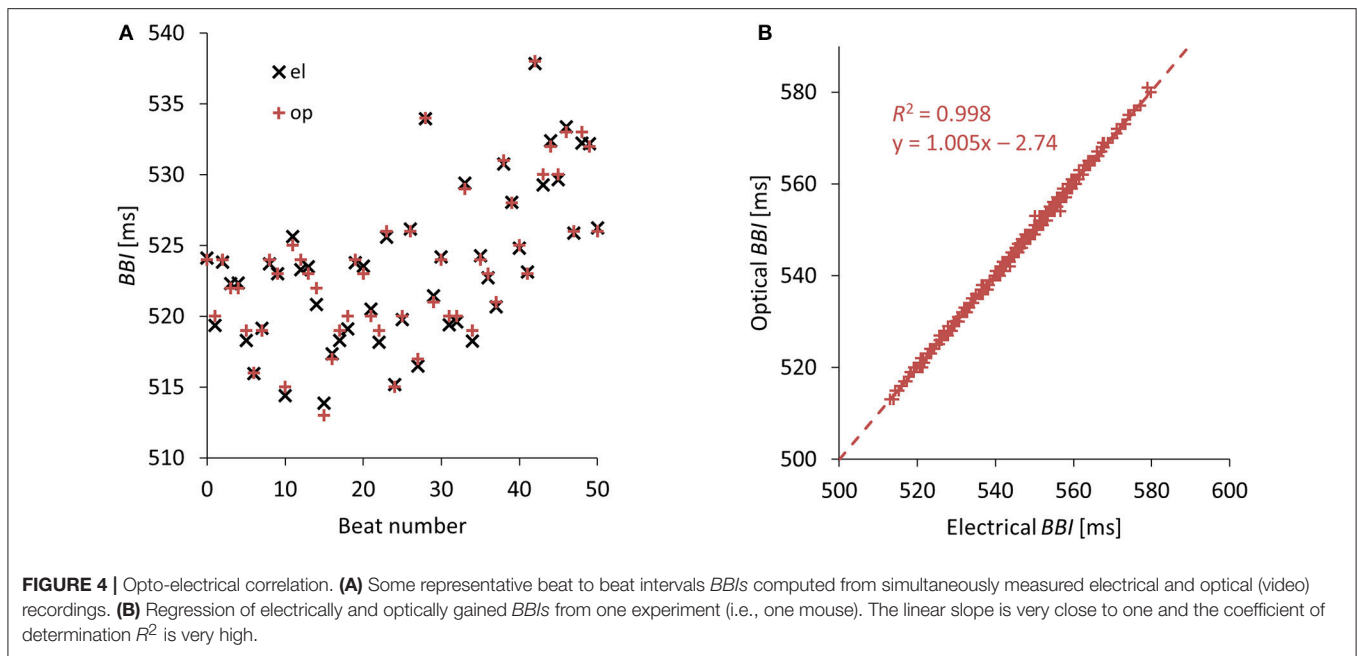 A
540
535
530
525
520
515
510
BBI [ms]
× el
+ op
0 10 20 30 40 50
Beat number
B
580
560
540
520
500
Optical BBI [ms]
R² = 0.998
y = 1.005x – 2.74
500 520 540 560 580 600
Electrical BBI [ms]
FIGURE 4 | Opto-electrical correlation. (A) Some representative beat to beat intervals BBIs computed from simultaneously measured electrical and optical (video)
recordings. (B) Regression of electrically and optically gained BBIs from one experiment (i.e., one mouse). The linear slope is very close to one and the coefficient of
determination R² is very high.